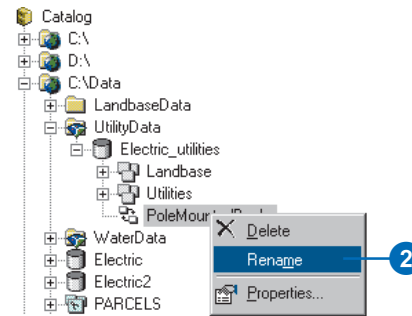 Catalog
C:\
D:\
C:\Data
LandbaseData
UtilityData
Electric_utilities
Landbase
Utilities
Delete
WaterData
Rename
2
Electric
Electric2
Properties...
PARCELS